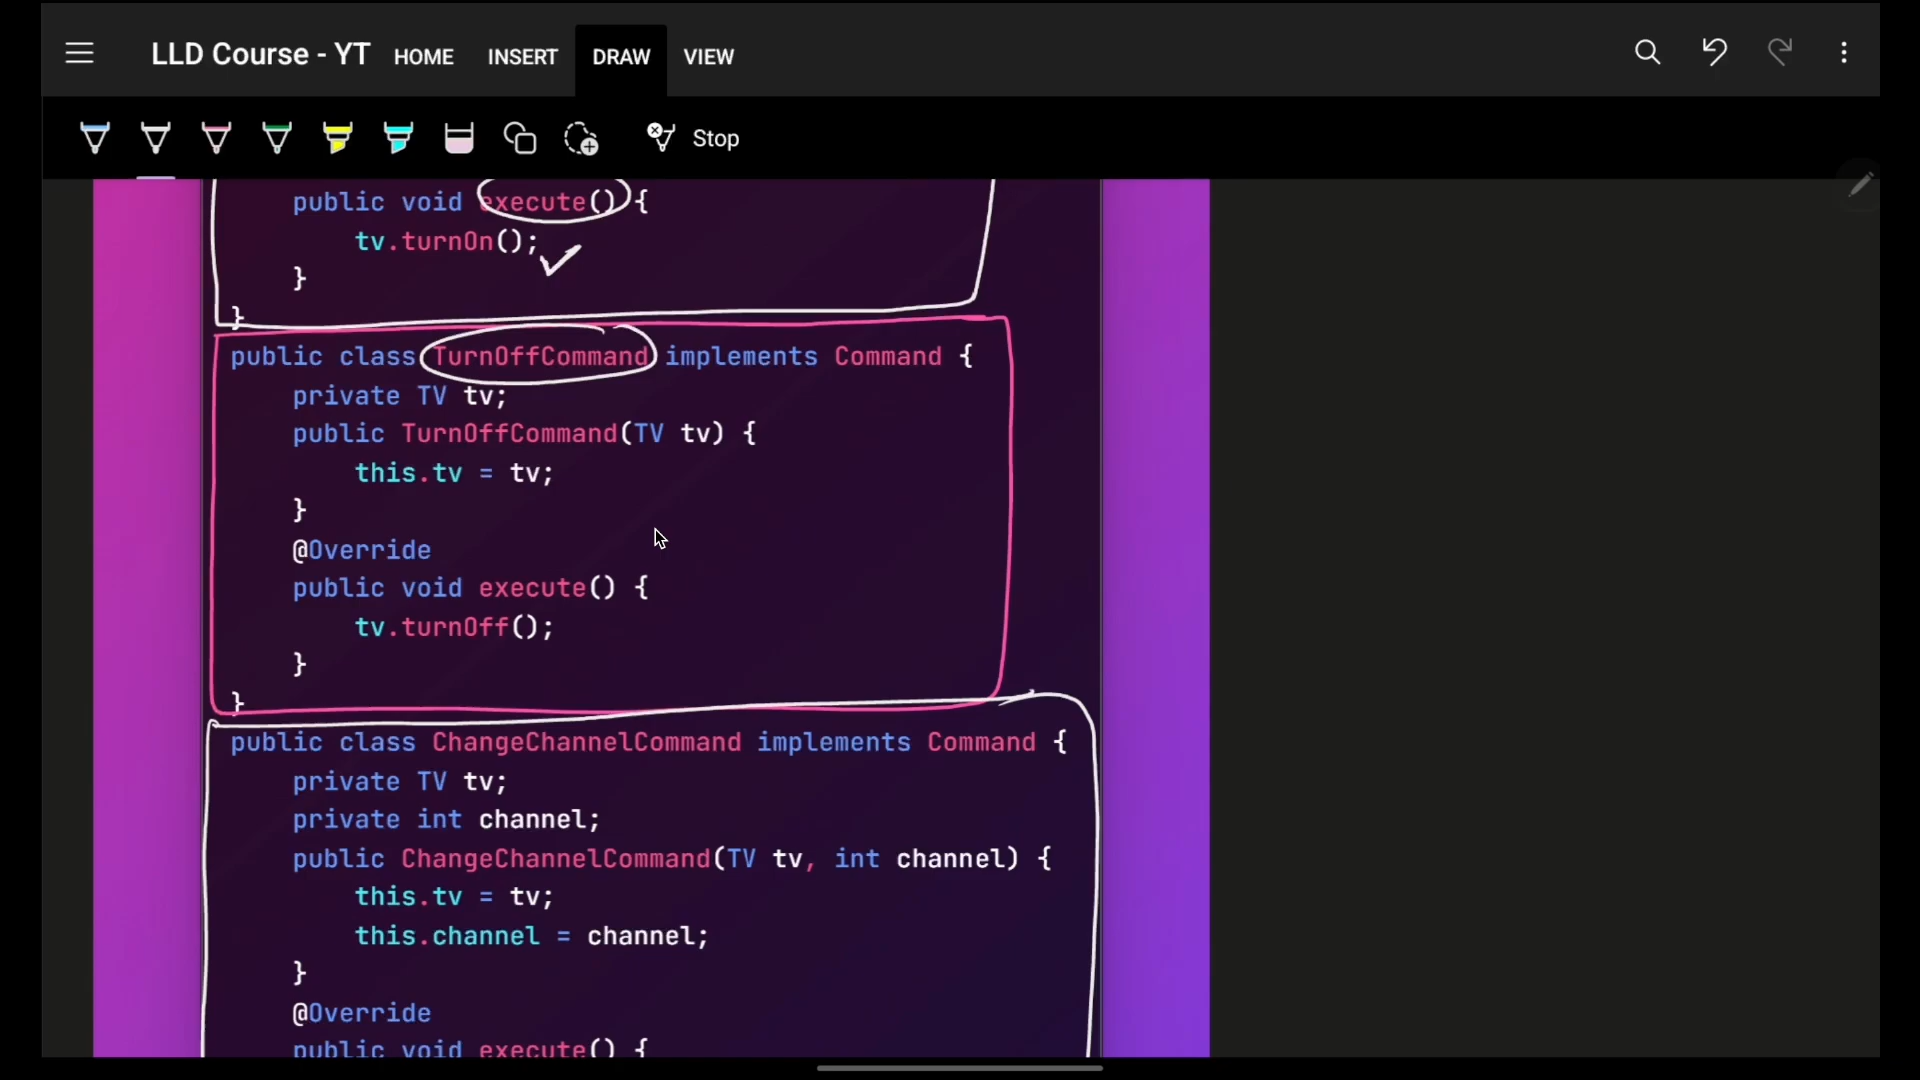 LLD Course - YT HOME INSERT DRAW VIEW
Stop
public void execute() {
tv.turnOn();
}
}
public class TurnOffCommand implements Command {
private TV tv;
public TurnOffCommand(TV tv) {
this.tv = tv;
}
@Override
public void execute() {
tv.turnOff();
}
}
public class ChangeChannelCommand implements Command {
private TV tv;
private int channel;
public ChangeChannelCommand(TV tv, int channel) {
this.tv = tv;
this.channel = channel;
}
@Override
public void execute() {